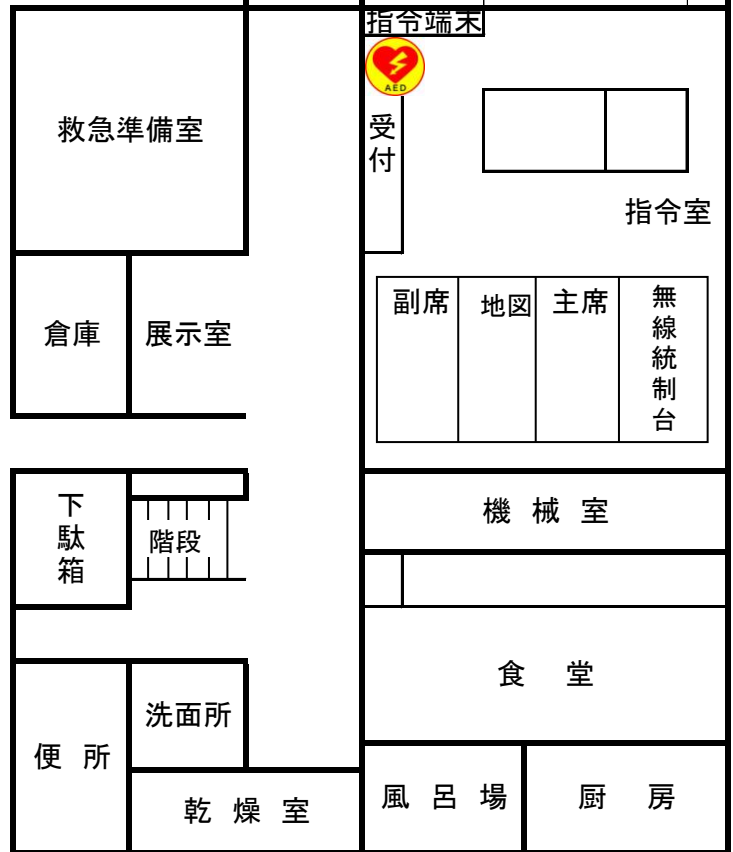 指令端末
AED
救急準備室
受付
指令室
倉庫
展示室
副席
地図
主席
無線統制台
下駄箱
階段
機械室
食堂
洗面所
便所
乾燥室
風呂場
厨房